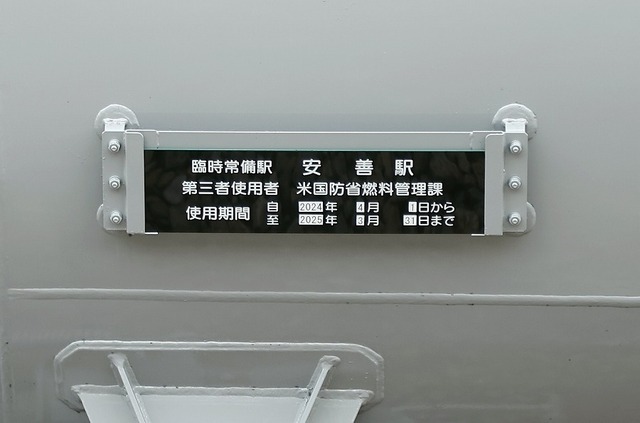 臨時常備駅 安善駅
第三者使用者 米国防省燃料管理課
使用期間 自 2024年 4月 1日から
至 2025年 3月 31日まで